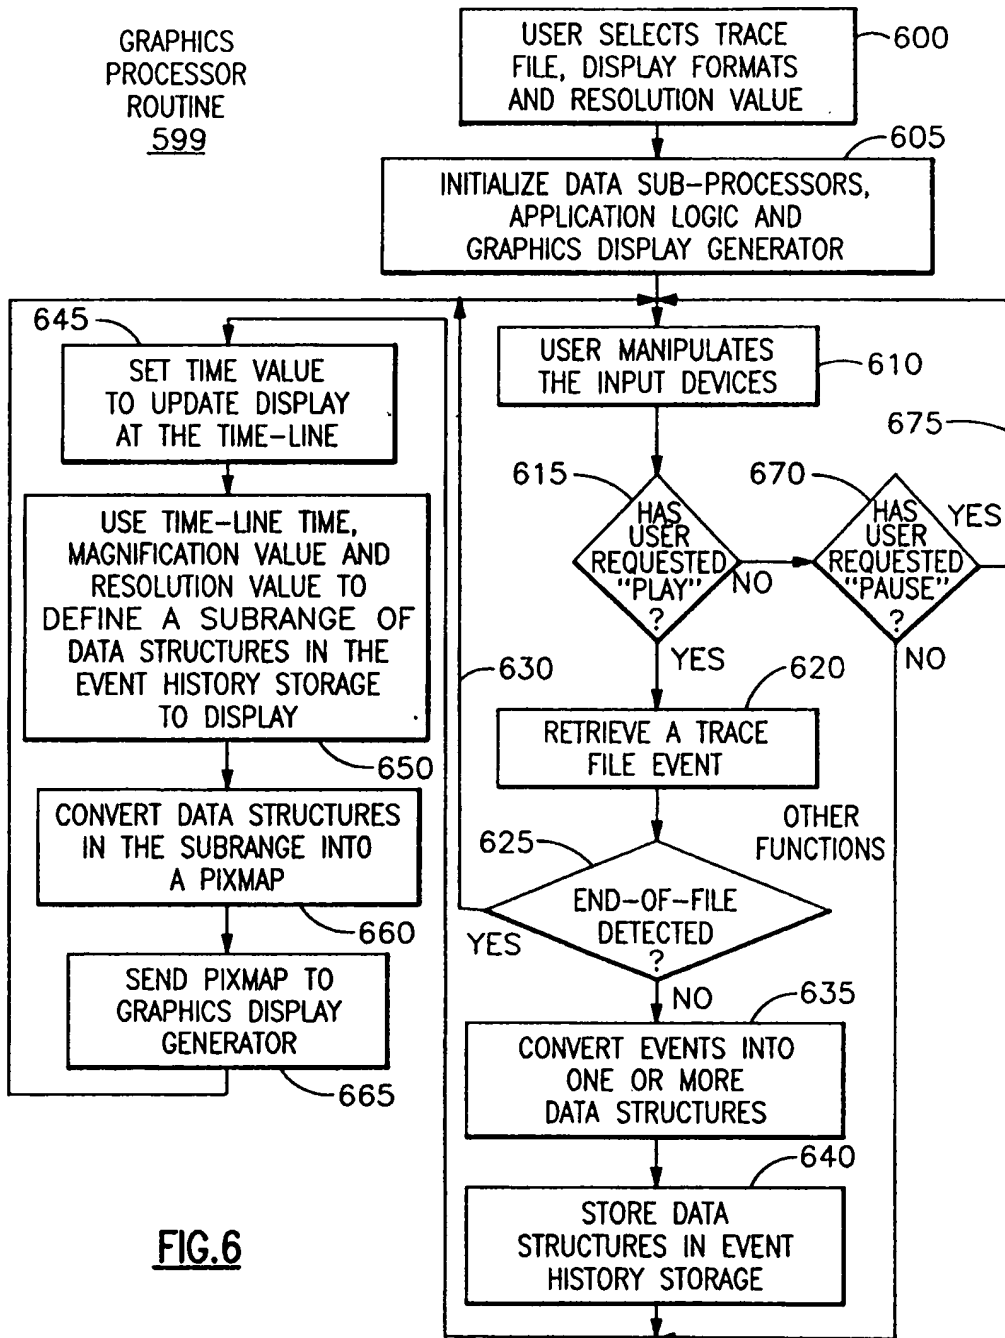 GRAPHICS
PROCESSOR
ROUTINE
599
USER SELECTS TRACE
FILE, DISPLAY FORMATS
AND RESOLUTION VALUE
600
605
INITIALIZE DATA SUB-PROCESSORS,
APPLICATION LOGIC AND
GRAPHICS DISPLAY GENERATOR
645
SET TIME VALUE
TO UPDATE DISPLAY
AT THE TIME-LINE
USE TIME-LINE TIME,
MAGNIFICATION VALUE AND
RESOLUTION VALUE TO
DEFINE A SUBRANGE OF
DATA STRUCTURES IN THE
EVENT HISTORY STORAGE
TO DISPLAY
650
CONVERT DATA STRUCTURES
IN THE SUBRANGE INTO
A PIXMAP
660
SEND PIXMAP TO
GRAPHICS DISPLAY
GENERATOR
665
USER MANIPULATES
THE INPUT DEVICES
610
675
615
HAS
USER
REQUESTED
"PLAY"
?
NO
YES
670
HAS
USER
REQUESTED
"PAUSE"
?
YES
NO
630
620
RETRIEVE A TRACE
FILE EVENT
OTHER
FUNCTIONS
625
END-OF-FILE
DETECTED
?
YES
NO
635
CONVERT EVENTS INTO
ONE OR MORE
DATA STRUCTURES
640
STORE DATA
STRUCTURES IN EVENT
HISTORY STORAGE
FIG.6